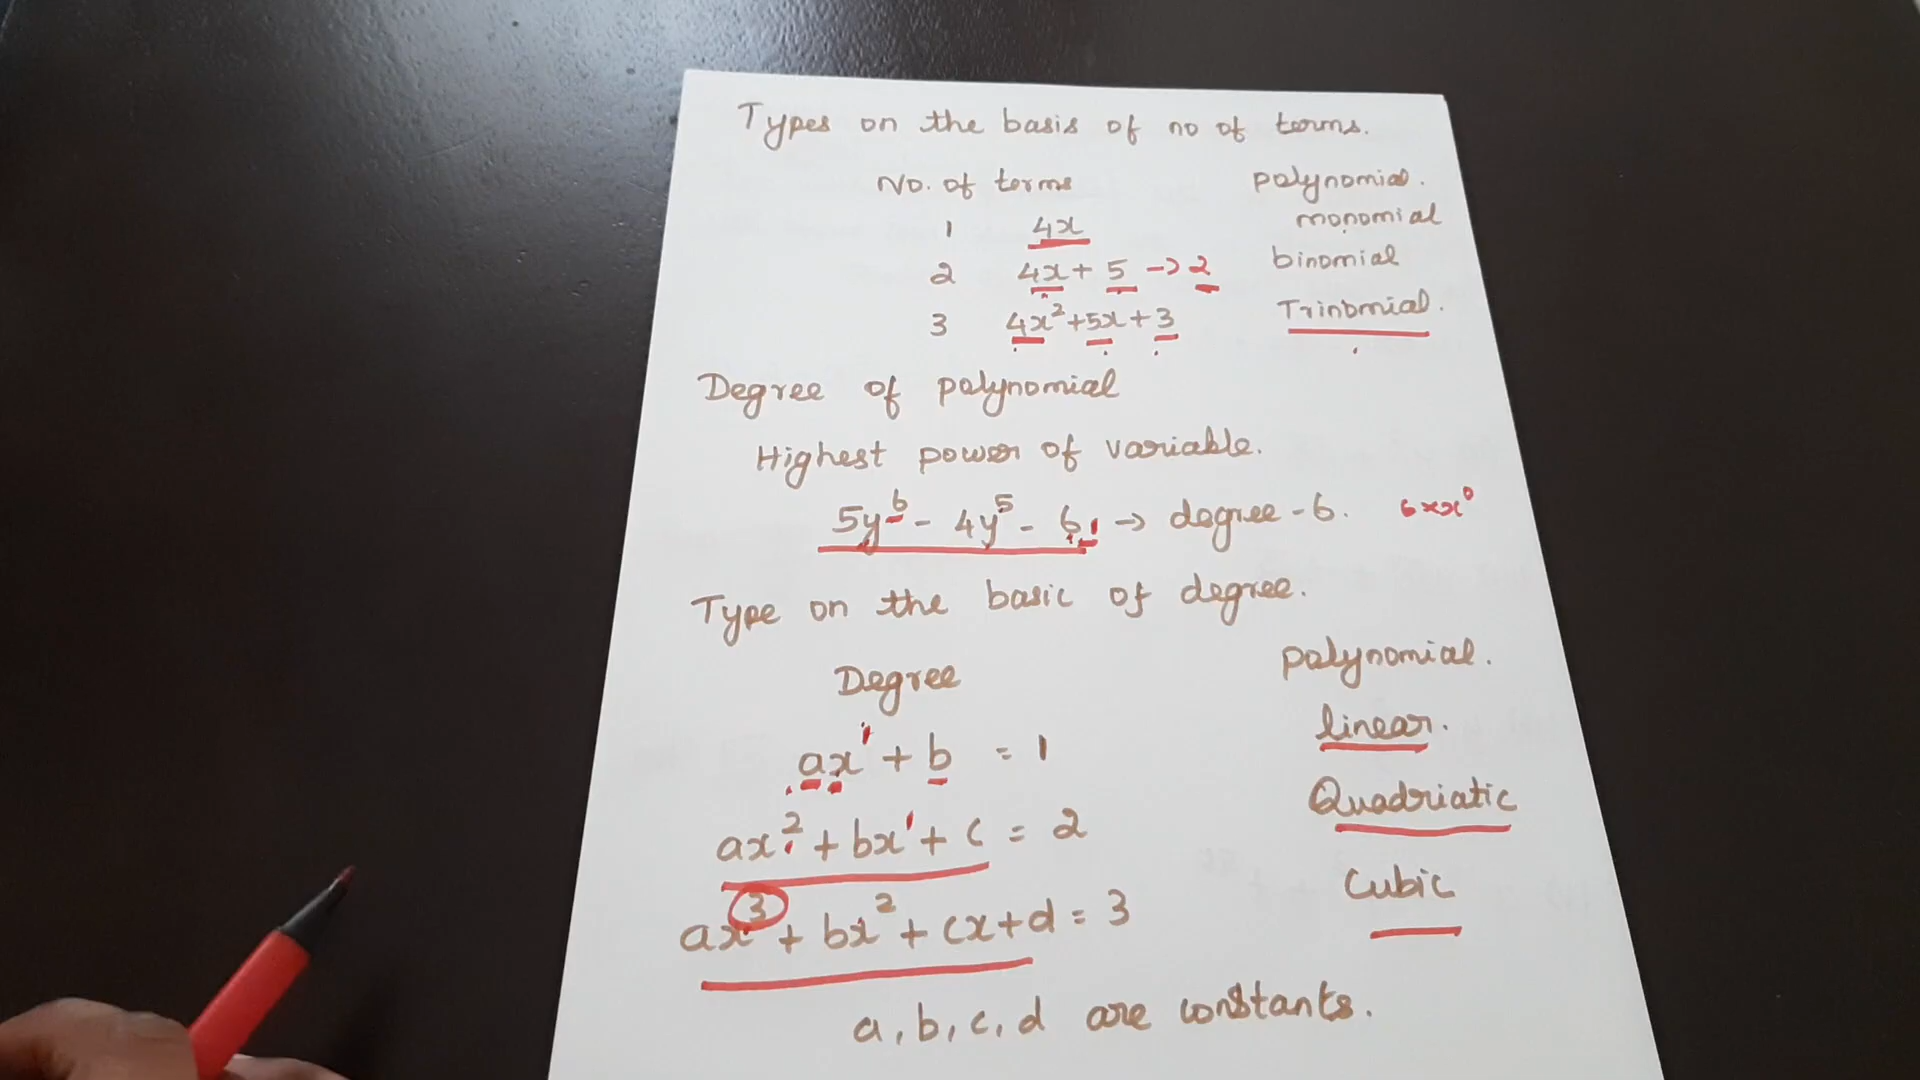 Types on the basis of no of terms.
No. of terms polynomial.
1 4x monomial
2 4x + 5 → 2 binomial
3 4x² + 5x + 3 Trinomial.
Degree of polynomial
Highest power of variable.
5y⁶ - 4y⁵ - 6 → degree - 6. 6×x⁰
Type on the basic of degree.
Degree polynomial.
ax¹ + b = 1 linear.
ax² + bx¹ + c = 2 Quadriatic
ax³ + bx² + cx + d = 3 Cubic
a, b, c, d are constants.